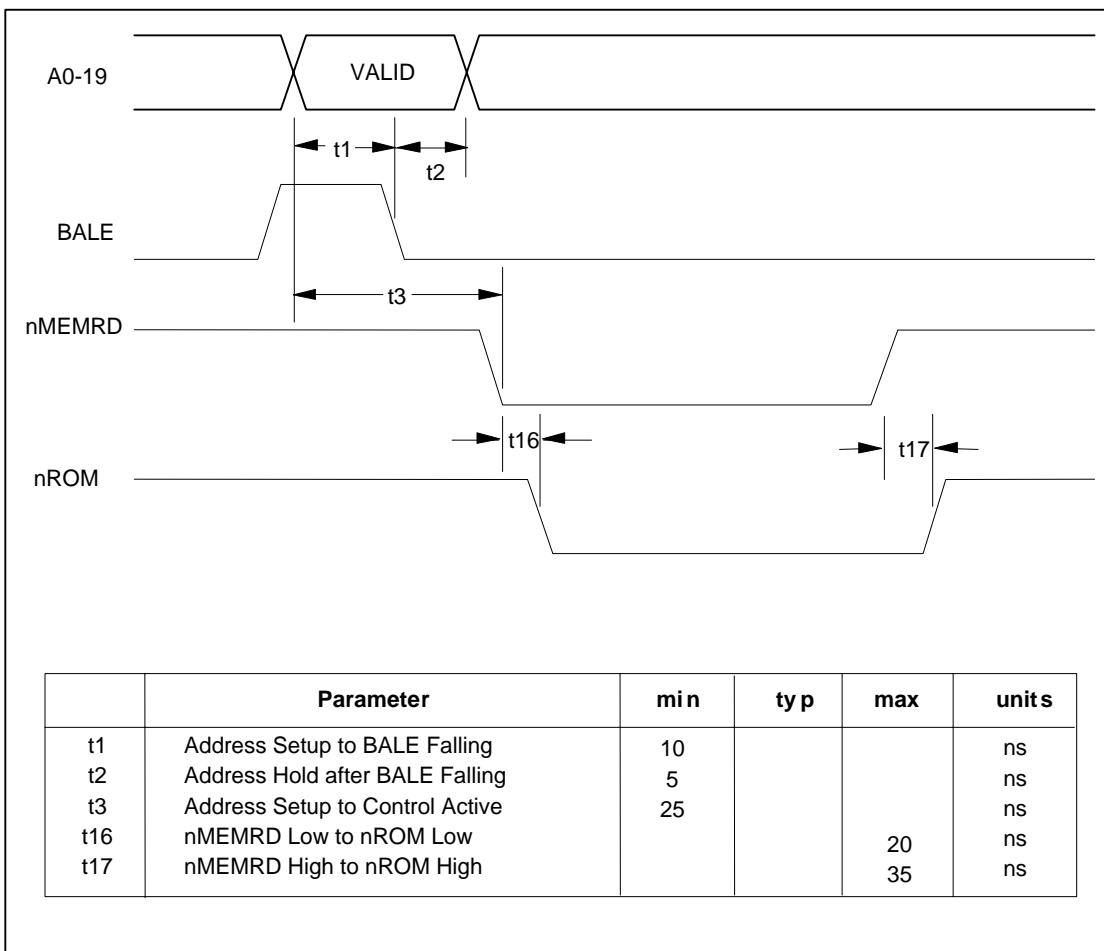 A0-19
VALID
t1
t2
BALE
t3
nMEMRD
t16
t17
nROM
Parameter min typ max units
t1 Address Setup to BALE Falling 10 ns
t2 Address Hold after BALE Falling 5 ns
t3 Address Setup to Control Active 25 ns
t16 nMEMRD Low to nROM Low 20 ns
t17 nMEMRD High to nROM High 35 ns